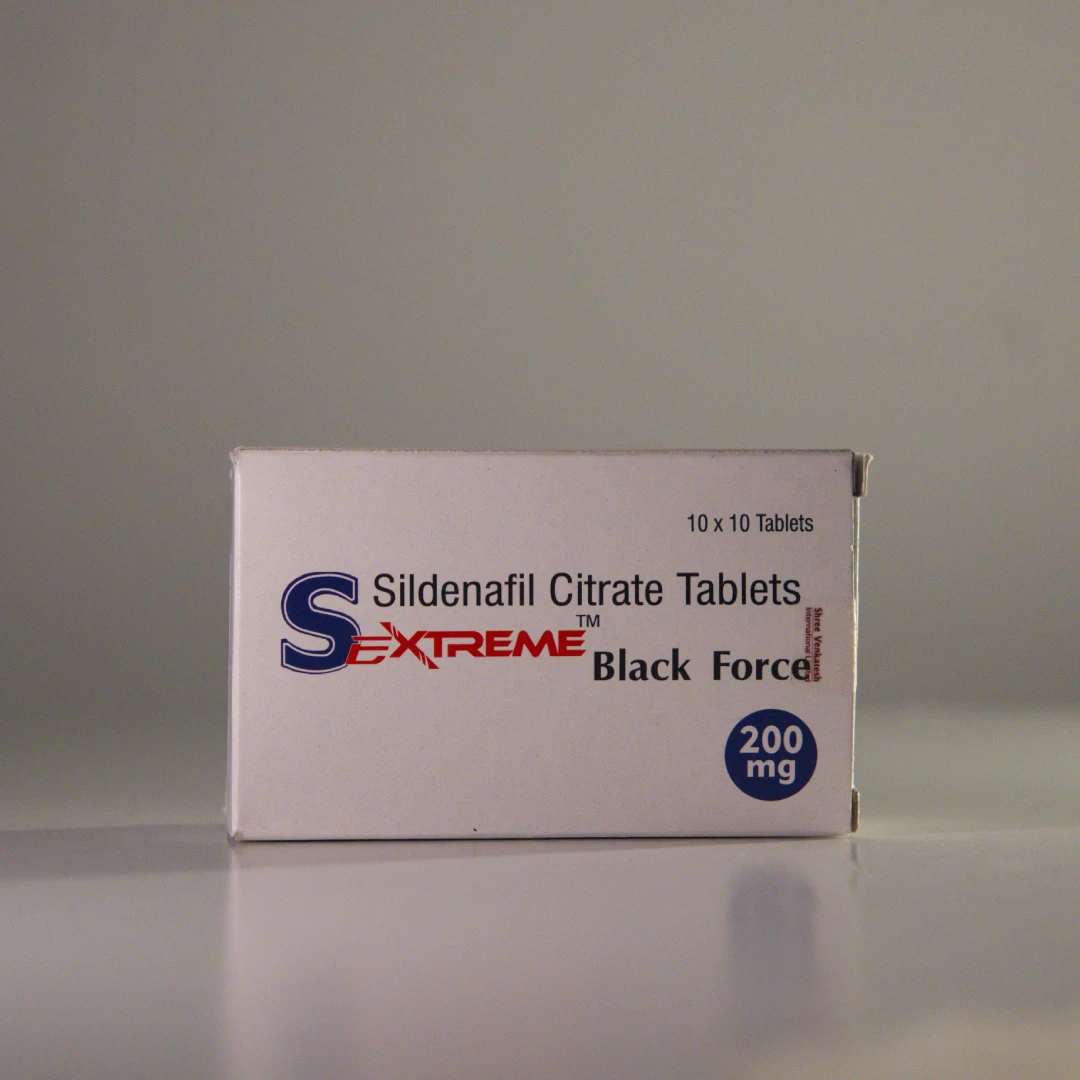 10 x 10 Tablets
Sildenafil Citrate Tablets
SEXTREME™
Black Force
Shree Venkatesh
International Limited
200
mg